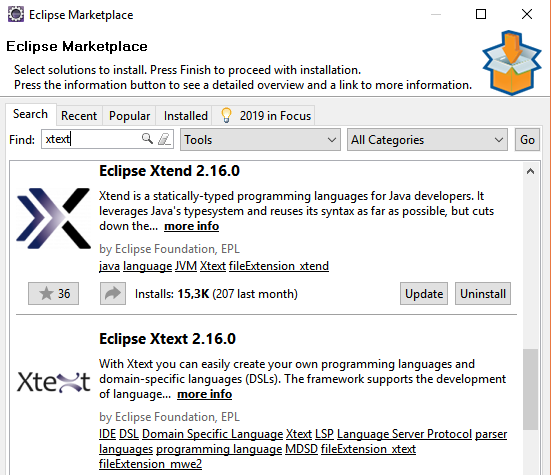 Eclipse Marketplace
Eclipse Marketplace
Select solutions to install. Press Finish to proceed with installation.
Press the information button to see a detailed overview and a link to more information.
Search Recent Popular Installed 2019 in Focus
Find: xtext Tools All Categories Go
Eclipse Xtend 2.16.0
Xtend is a statically-typed programming languages for Java developers. It
leverages Java's typesystem and reuses its syntax as far as possible, but cuts
down the... more info
by Eclipse Foundation, EPL
java language JVM Xtext fileExtension_xtend
36 Installs: 15,3K (207 last month) Update Uninstall
Eclipse Xtext 2.16.0
With Xtext you can easily create your own programming languages and
domain-specific languages (DSLs). The framework supports the development
Xtext
of language... more info
by Eclipse Foundation, EPL
IDE DSL Domain Specific Language Xtext LSP Language Server Protocol parser
languages programming language MDSD fileExtension_xtext
fileExtension_mwe2